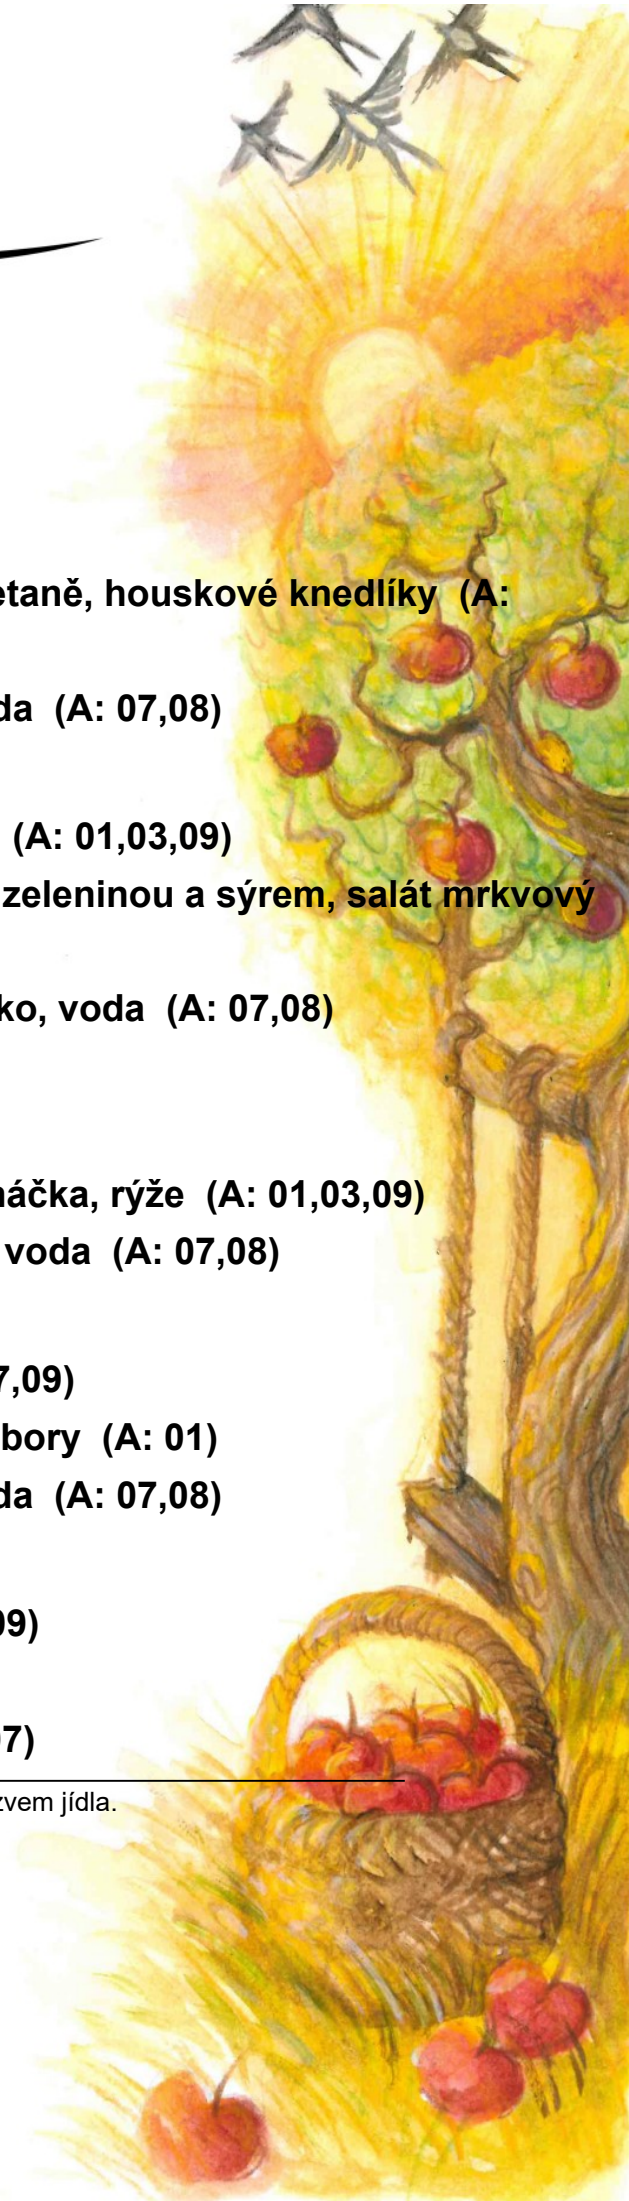 etaně, houskové knedlíky (A:
da (A: 07,08)
(A: 01,03,09)
zeleninou a sýrem, salát mrkvový
ko, voda (A: 07,08)
náčka, rýže (A: 01,03,09)
voda (A: 07,08)
7,09)
bory (A: 01)
da (A: 07,08)
09)
07)
zvem jídla.